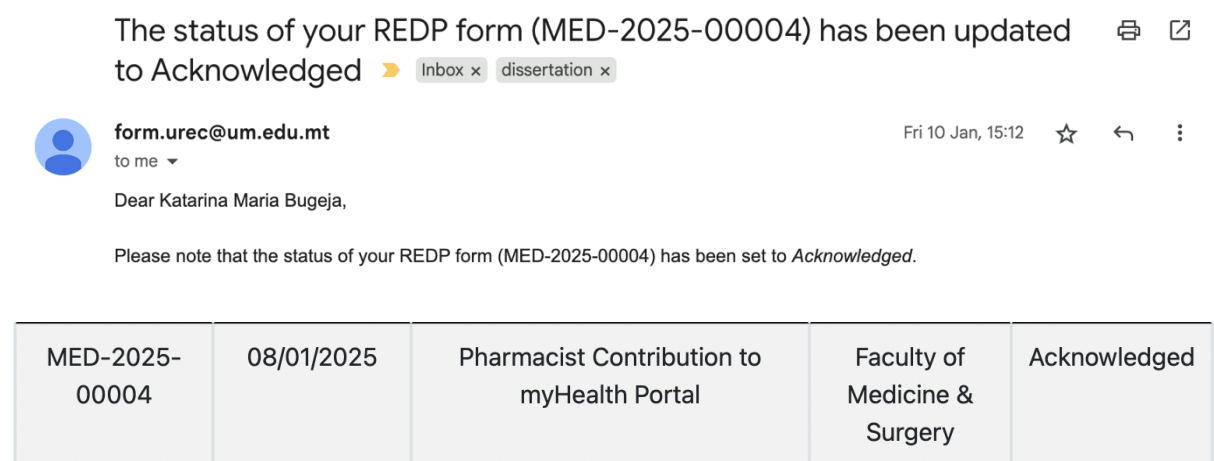 The status of your REDP form (MED-2025-00004) has been updated
to Acknowledged Inbox × dissertation ×
form.urec@um.edu.mt Fri 10 Jan, 15:12
to me
Dear Katarina Maria Bugeja,
Please note that the status of your REDP form (MED-2025-00004) has been set to Acknowledged.
MED-2025- 08/01/2025 Pharmacist Contribution to Faculty of Acknowledged
00004 myHealth Portal Medicine &
Surgery